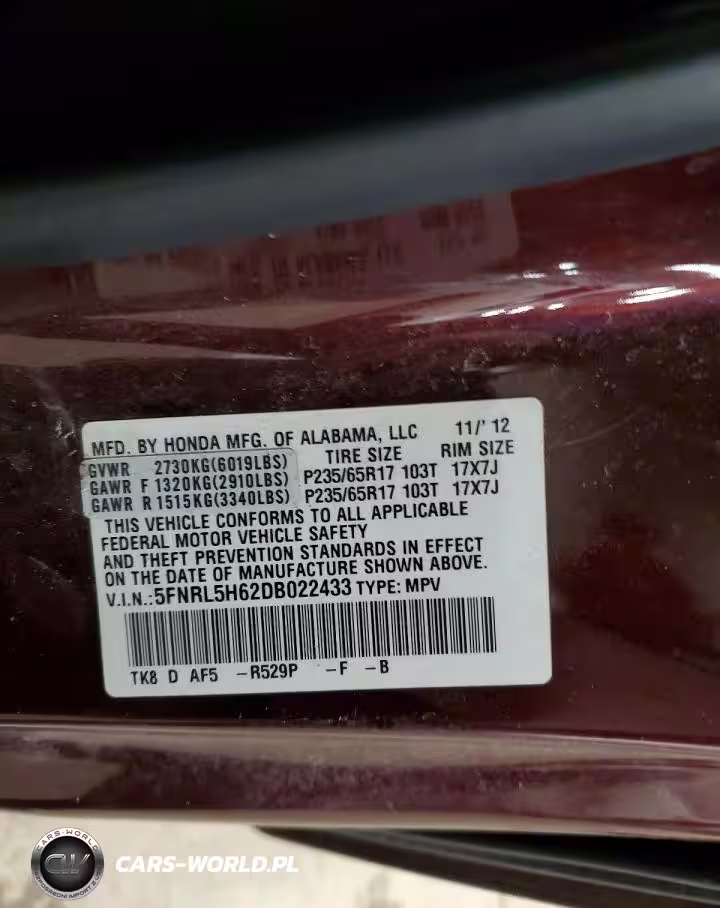 MFD. BY HONDA MFG. OF ALABAMA, LLC 11/'12
GVWR 2730KG(6019LBS) TIRE SIZE RIM SIZE
GAWR F 1320KG(2910LBS) P235/65R17 103T 17X7J
GAWR R 1515KG(3340LBS) P235/65R17 103T 17X7J
THIS VEHICLE CONFORMS TO ALL APPLICABLE
FEDERAL MOTOR VEHICLE SAFETY
AND THEFT PREVENTION STANDARDS IN EFFECT
ON THE DATE OF MANUFACTURE SHOWN ABOVE.
V.I.N.:5FNRL5H62DB022433 TYPE: MPV
TK8 D AF5 -R529P -F -B
CARS-WORLD
CW
CARS-WORLD.PL